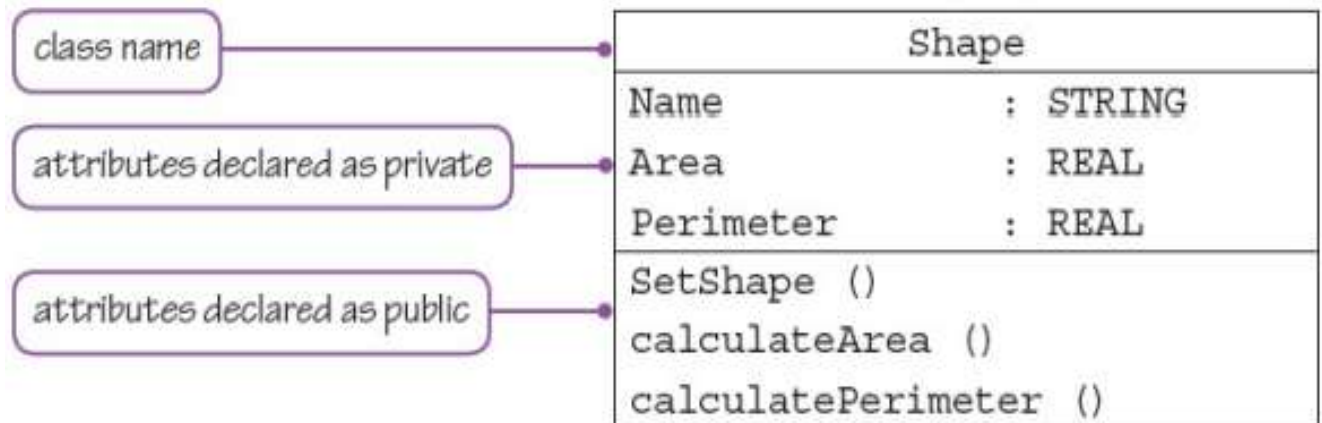 class name
Shape
Name : STRING
attributes declared as private
Area : REAL
Perimeter : REAL
attributes declared as public
SetShape ()
calculateArea ()
calculatePerimeter ()